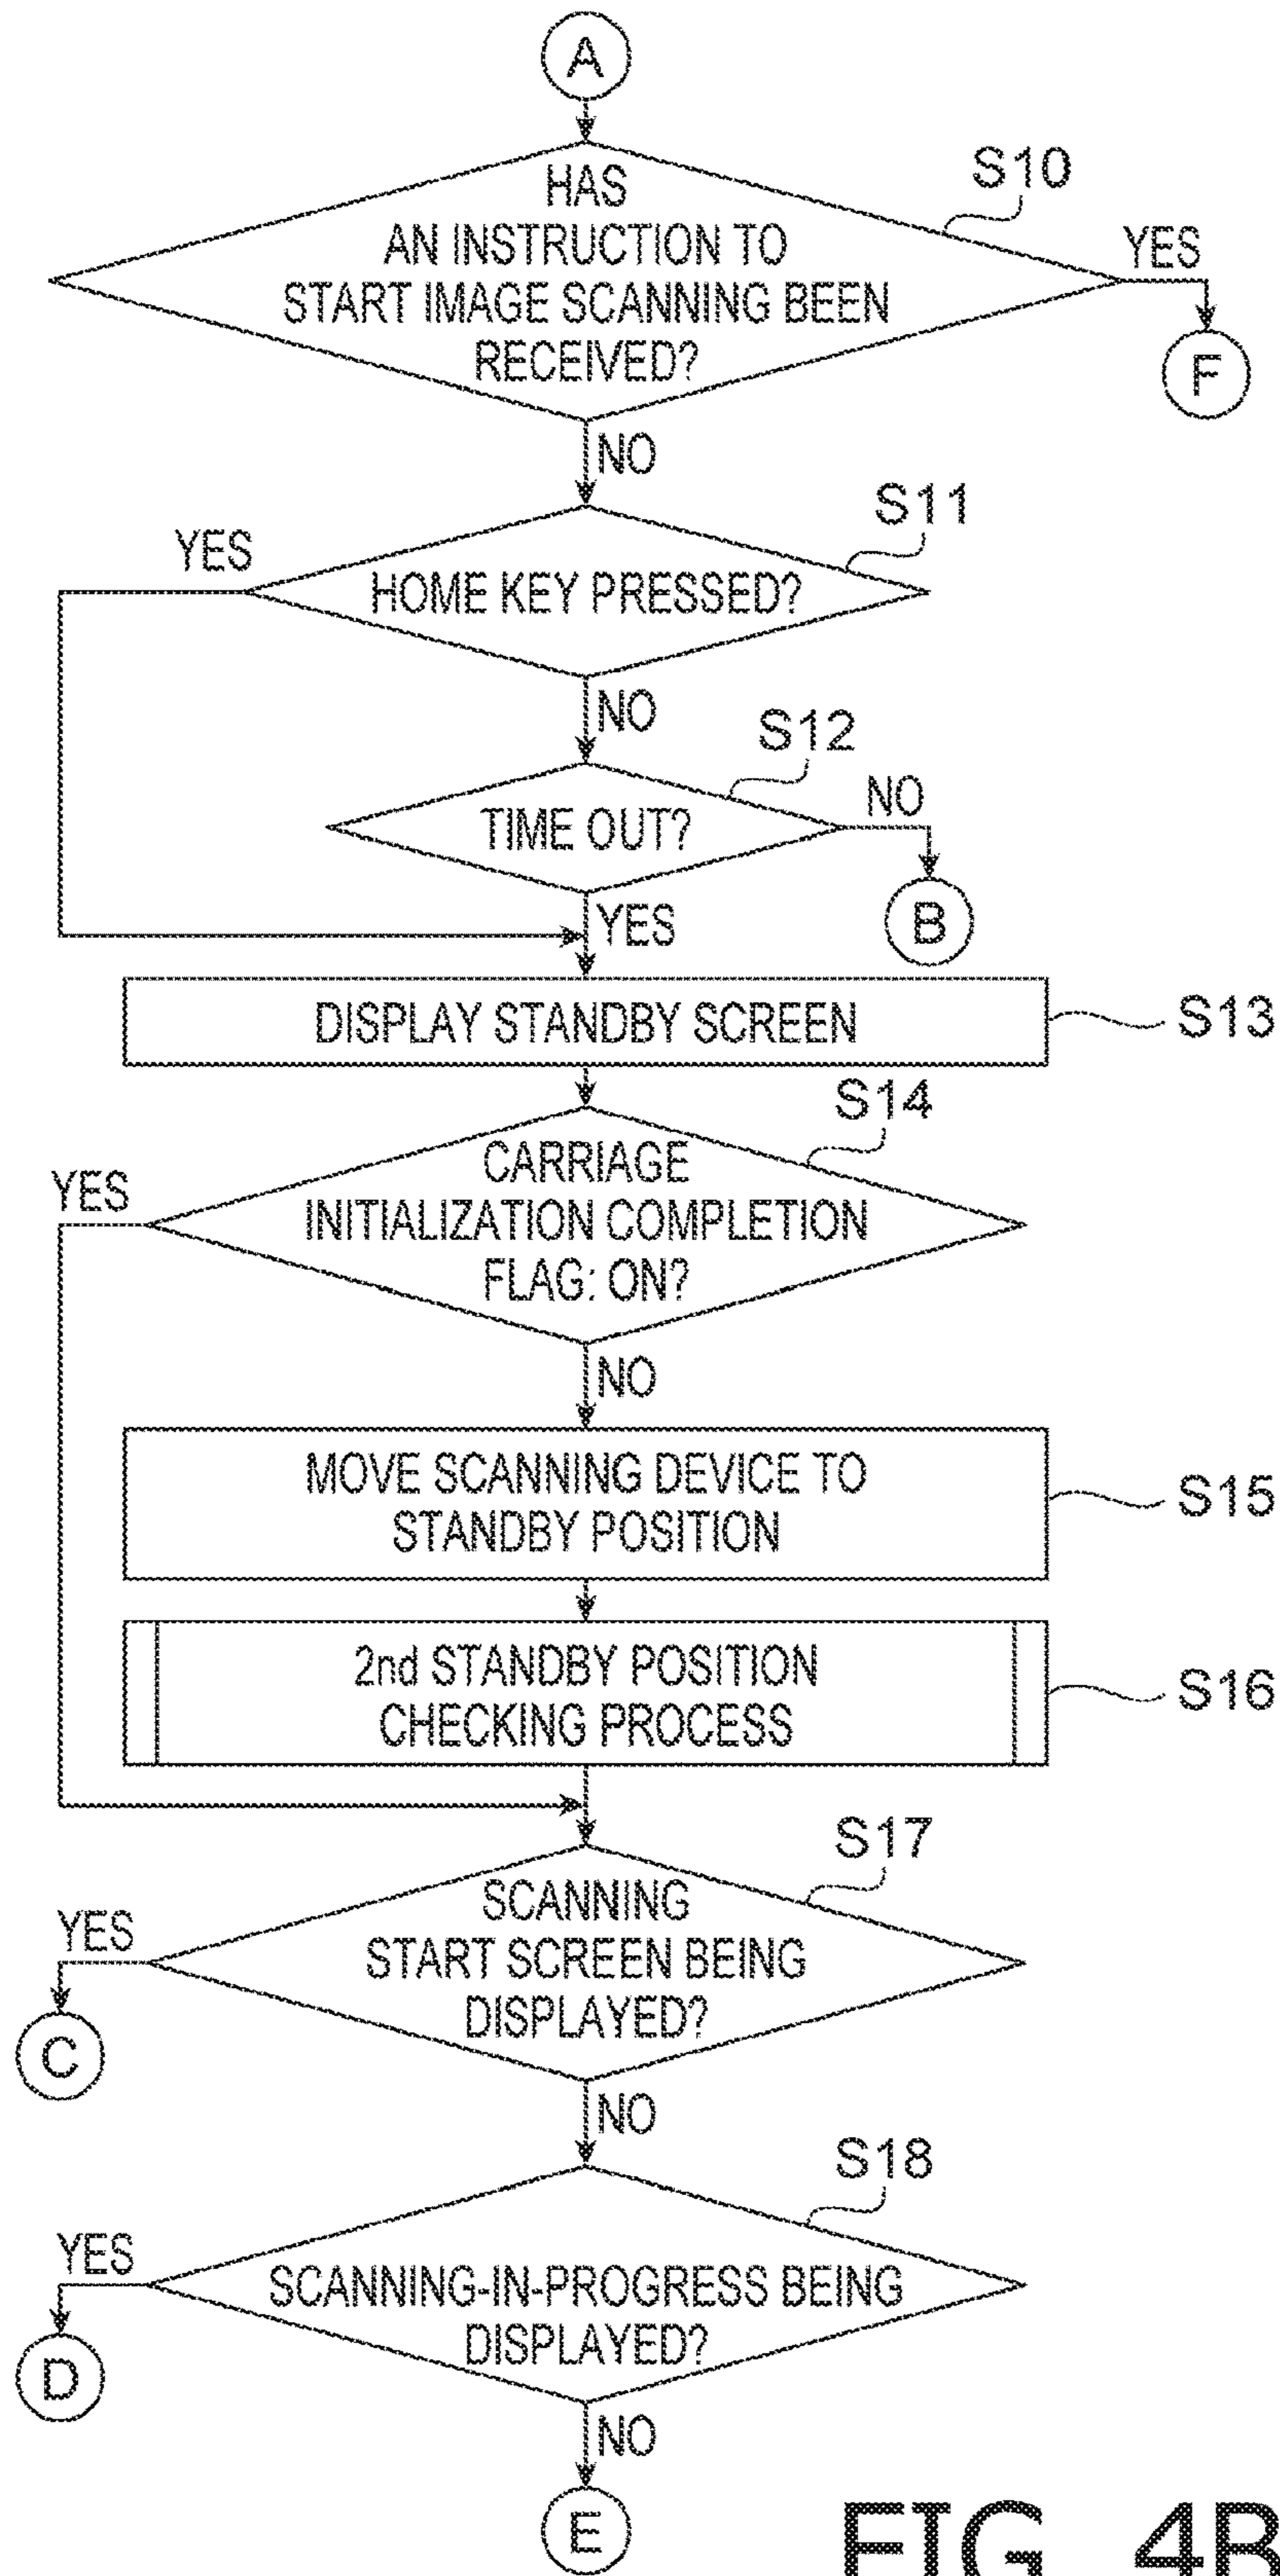 A
HAS
AN INSTRUCTION TO
START IMAGE SCANNING BEEN
RECEIVED?
S10
YES
F
NO
S11
YES
HOME KEY PRESSED?
NO
S12
TIME OUT?
NO
B
YES
DISPLAY STANDBY SCREEN
S13
S14
YES
CARRIAGE
INITIALIZATION COMPLETION
FLAG: ON?
NO
MOVE SCANNING DEVICE TO
STANDBY POSITION
S15
2nd STANDBY POSITION
CHECKING PROCESS
S16
S17
YES
SCANNING
START SCREEN BEING
DISPLAYED?
C
NO
S18
YES
SCANNING-IN-PROGRESS BEING
DISPLAYED?
D
NO
E
FIG. 4B